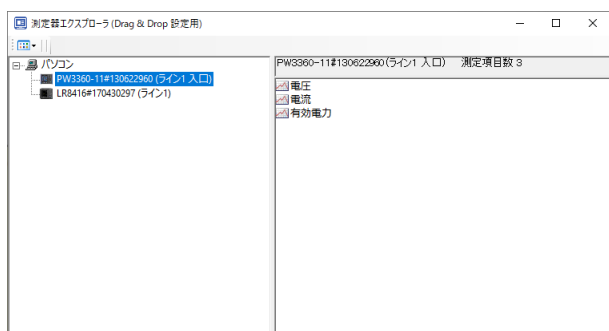 測定器エクスプローラ (Drag & Drop 設定用)
パソコン
PW3360-11#130622960 (ライン1 入口)
LR8416#170430297 (ライン1)
PW3360-11#130622960(ライン1 入口) 測定項目数 3
電圧
電流
有効電力